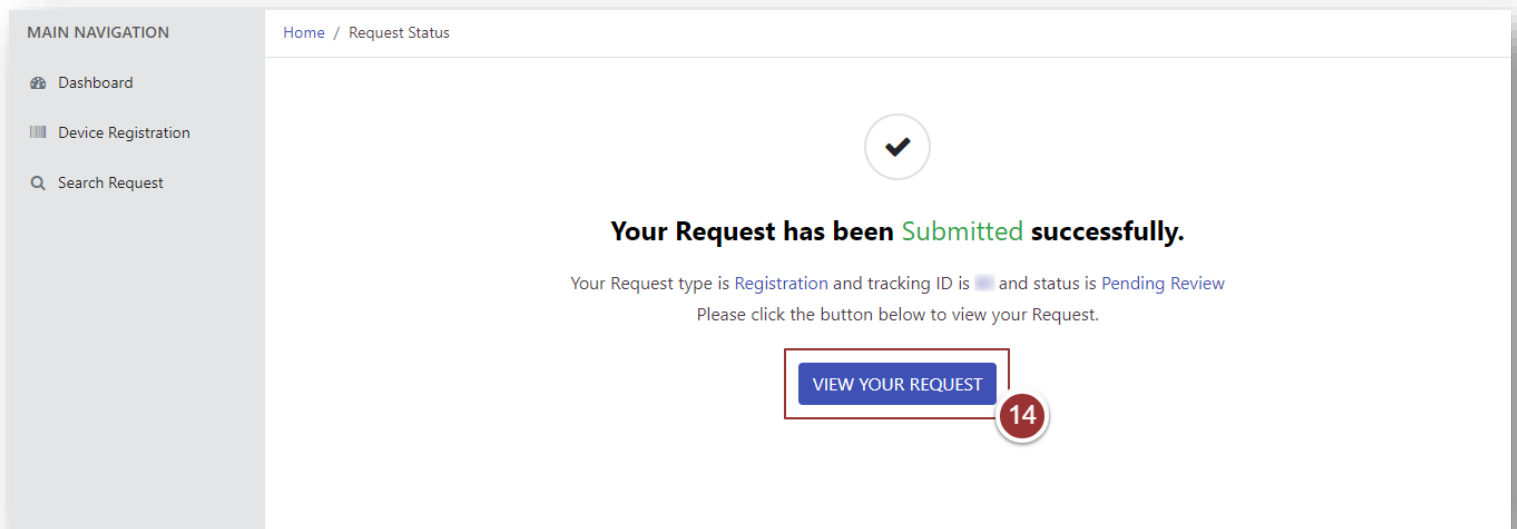 MAIN NAVIGATION
Dashboard
Device Registration
Search Request
Home / Request Status
Your Request has been Submitted successfully.
Your Request type is Registration and tracking ID is and status is Pending Review
Please click the button below to view your Request.
VIEW YOUR REQUEST
14